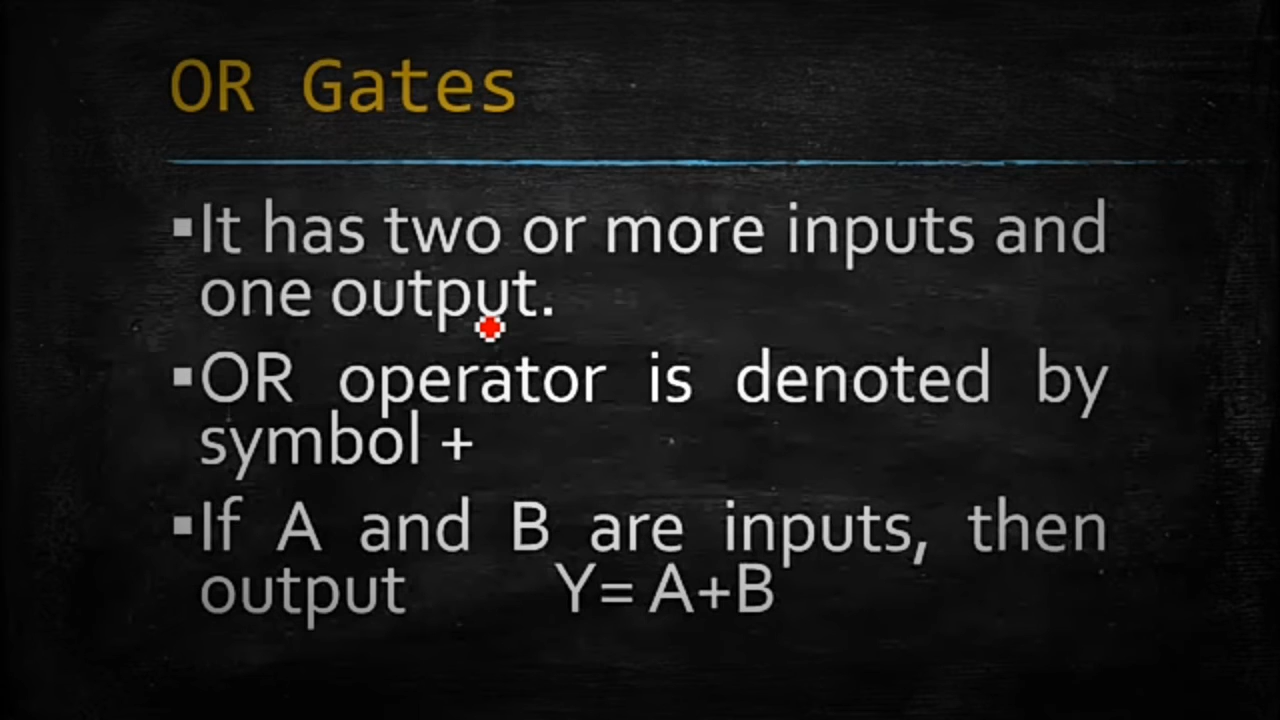 OR Gates
▪It has two or more inputs and
one output.
▪OR operator is denoted by
symbol +
▪If A and B are inputs, then
output Y= A+B